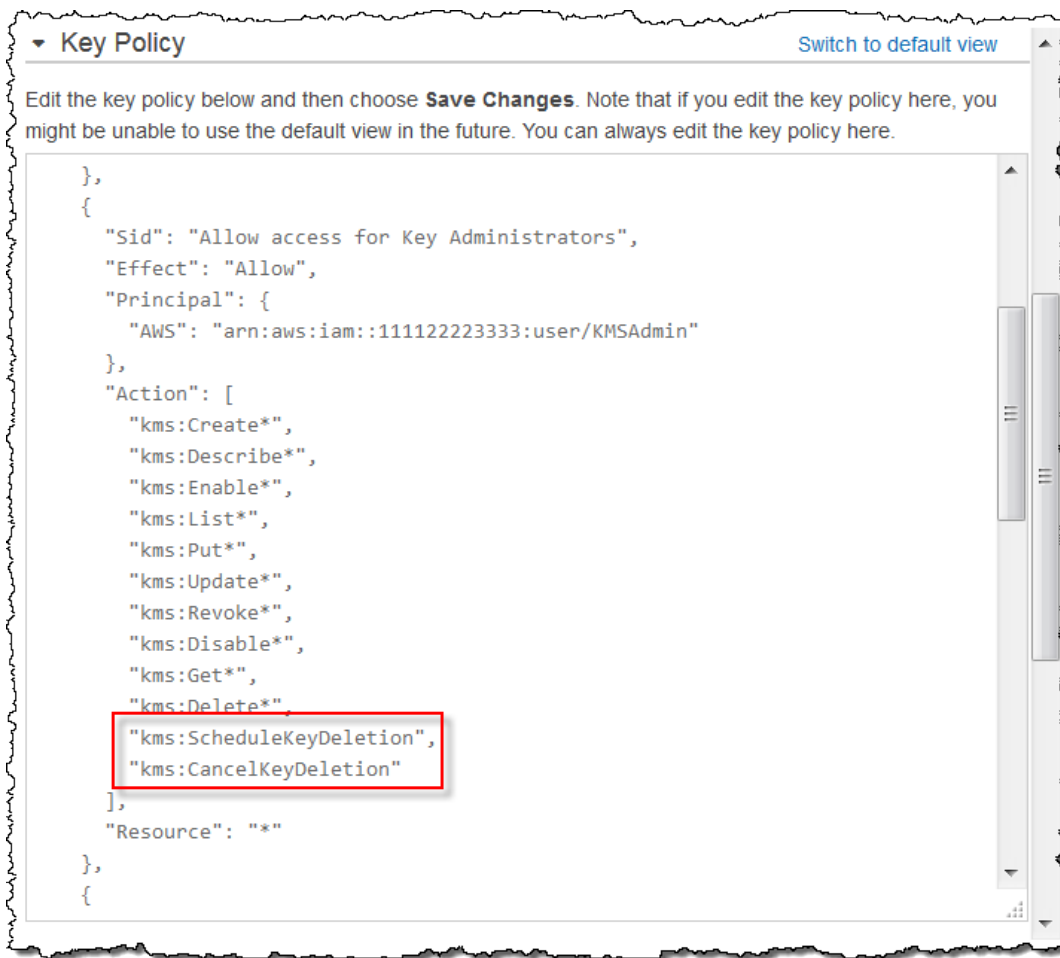 Key Policy
Switch to default view
Edit the key policy below and then choose Save Changes. Note that if you edit the key policy here, you
might be unable to use the default view in the future. You can always edit the key policy here.
},
{
"Sid": "Allow access for Key Administrators",
"Effect": "Allow",
"Principal": {
"AWS": "arn:aws:iam::111122223333:user/KMSAdmin"
},
"Action": [
"kms:Create*",
"kms:Describe*",
"kms:Enable*",
"kms:List*",
"kms:Put*",
"kms:Update*",
"kms:Revoke*",
"kms:Disable*",
"kms:Get*",
"kms:Delete*",
"kms:ScheduleKeyDeletion",
"kms:CancelKeyDeletion"
],
"Resource": "*"
},
{